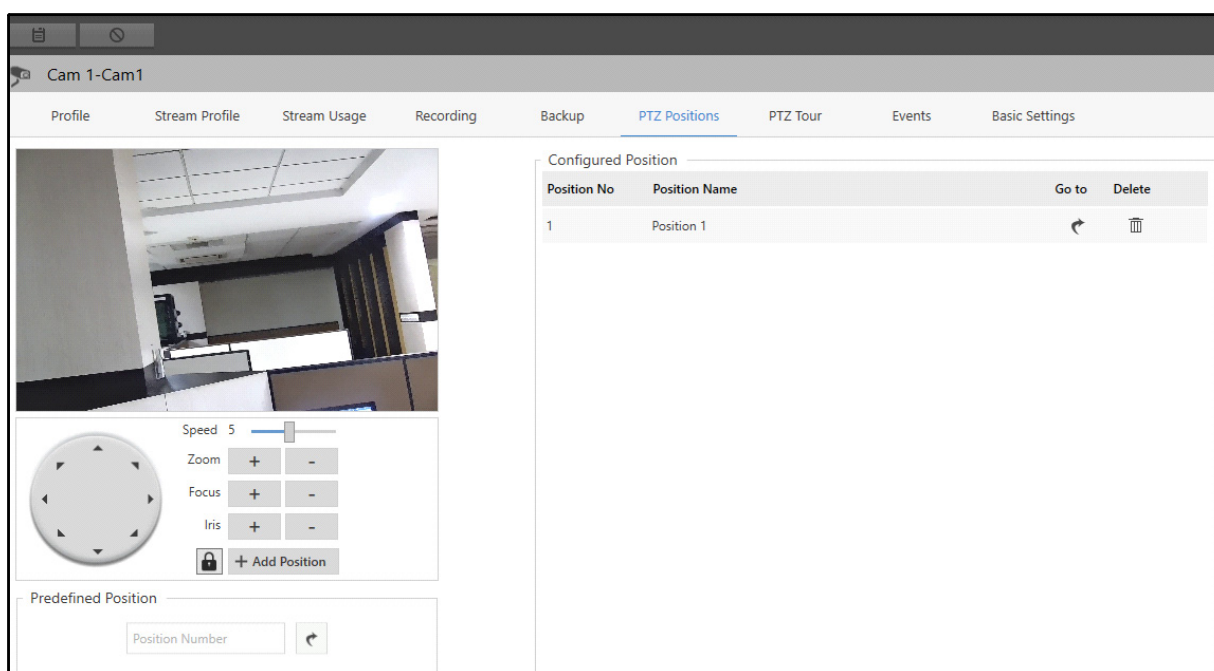 Cam 1-Cam1
Profile Stream Profile Stream Usage Recording Backup PTZ Positions PTZ Tour Events Basic Settings
Configured Position
Position No Position Name Go to Delete
1 Position 1
Speed 5
Zoom + -
Focus + -
Iris + -
+ Add Position
Predefined Position
Position Number